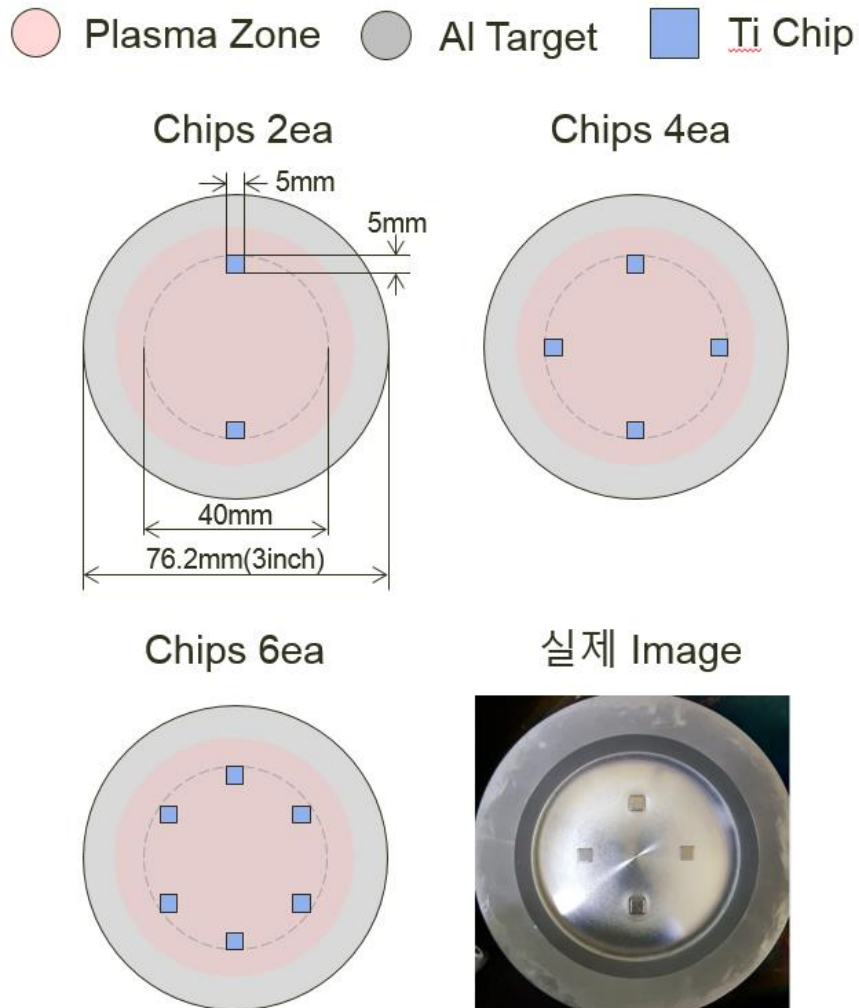 Plasma Zone
Al Target
Ti Chip
Chips 2ea
Chips 4ea
5mm
5mm
40mm
76.2mm(3inch)
Chips 6ea
실제 Image